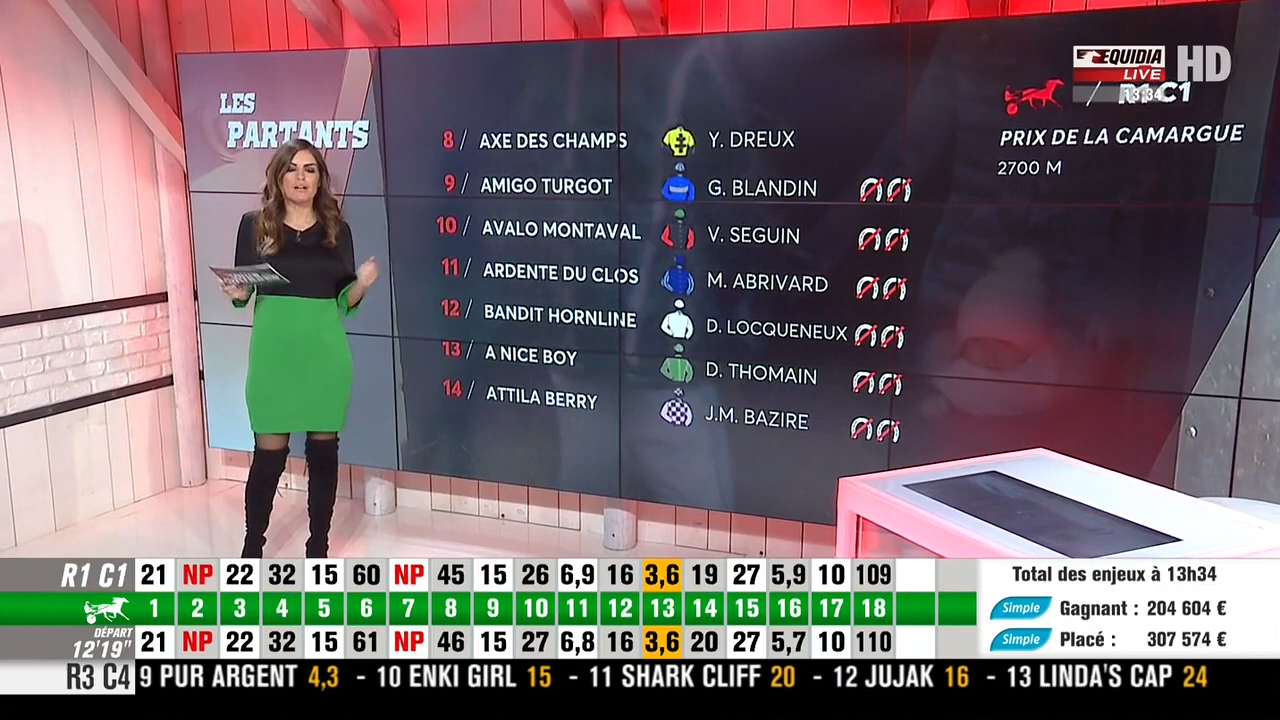 EQUIDIA
LIVE
HD
13:34
R1 C1
PRIX DE LA CAMARGUE
2700 M
LES
PARTANTS
8 / AXE DES CHAMPS Y. DREUX
9 / AMIGO TURGOT G. BLANDIN
10 / AVALO MONTAVAL V. SEGUIN
11 / ARDENTE DU CLOS M. ABRIVARD
12 / BANDIT HORNLINE D. LOCQUENEUX
13 / A NICE BOY D. THOMAIN
14 / ATTILA BERRY J.M. BAZIRE
R1 C1 21 NP 22 32 15 60 NP 45 15 26 6,9 16 3,6 19 27 5,9 10 109
1 2 3 4 5 6 7 8 9 10 11 12 13 14 15 16 17 18
DÉPART
12'19" 21 NP 22 32 15 61 NP 46 15 27 6,8 16 3,6 20 27 5,7 10 110
Total des enjeux à 13h34
Simple Gagnant : 204 604 €
Simple Placé : 307 574 €
R3 C4 9 PUR ARGENT 4,3 - 10 ENKI GIRL 15 - 11 SHARK CLIFF 20 - 12 JUJAK 16 - 13 LINDA'S CAP 24